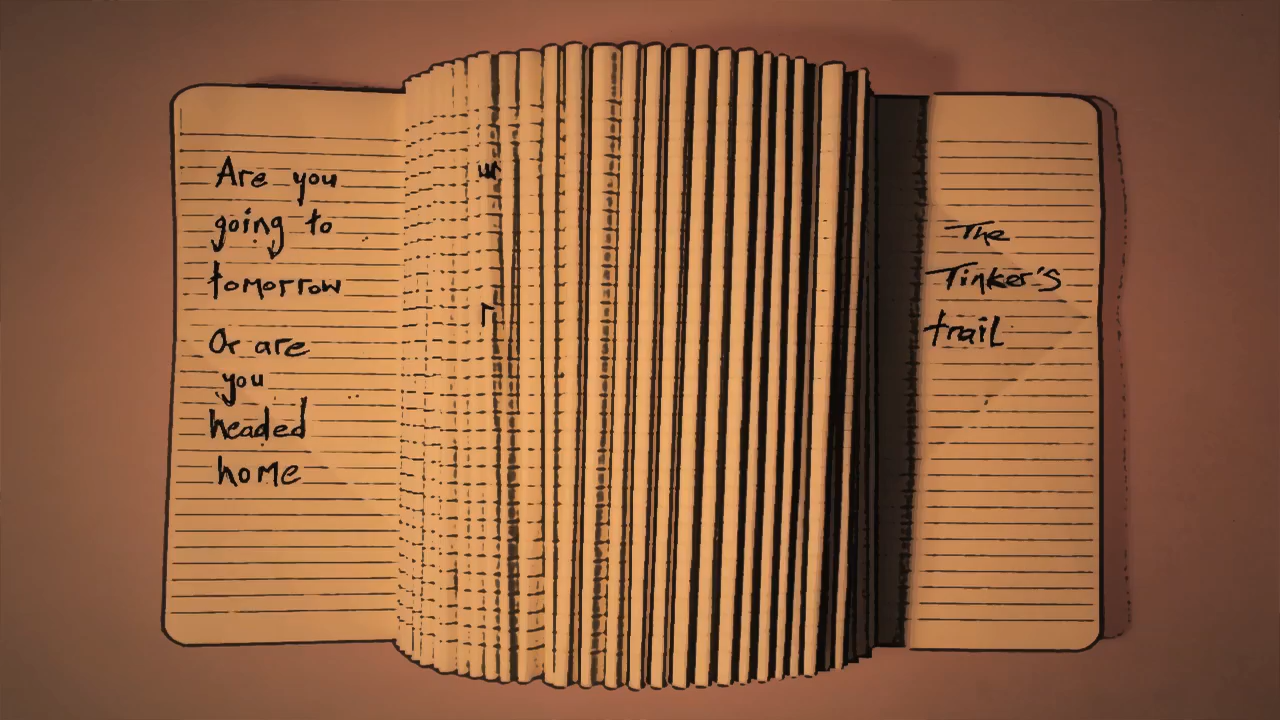 Are you
going to
tomorrow
Or are
you
headed
home
The
Tinker's
trail